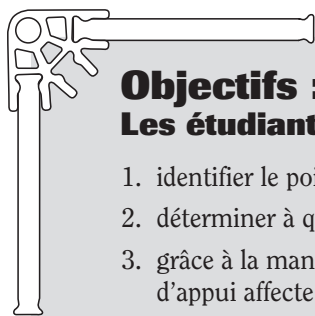 Objectifs :
Les étudiant
1. identifier le poi
2. déterminer à q
3. grâce à la man
d'appui affecte